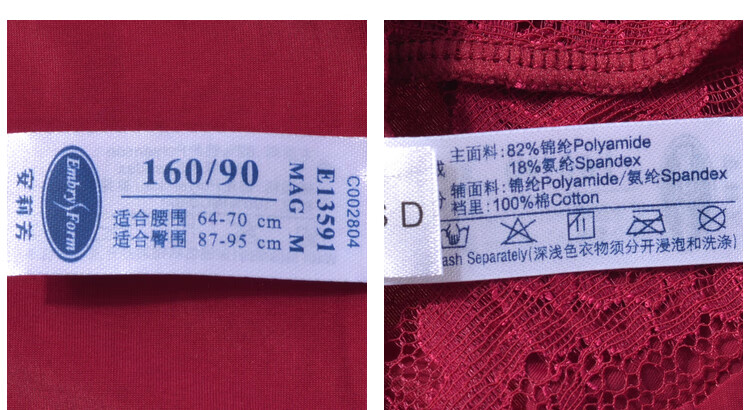 安莉芳
Embry Form
160/90
适合腰围 64-70 cm
适合臀围 87-95 cm
MAG M
E13591
C002804
主面料:82%锦纶Polyamide
18%氨纶Spandex
辅面料:锦纶Polyamide/氨纶Spandex
档里:100%棉Cotton
D
Separately(深浅色衣物须分开浸泡和洗涤)